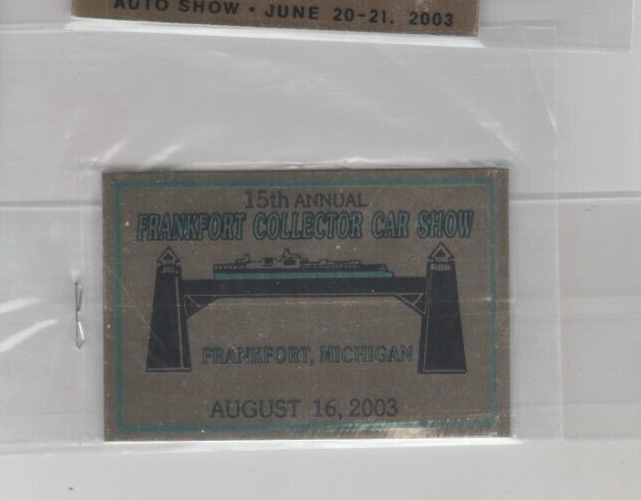 AUTO SHOW • JUNE 20-21, 2003
15th ANNUAL
FRANKFORT COLLECTOR CAR SHOW
FRANKFORT, MICHIGAN
AUGUST 16, 2003